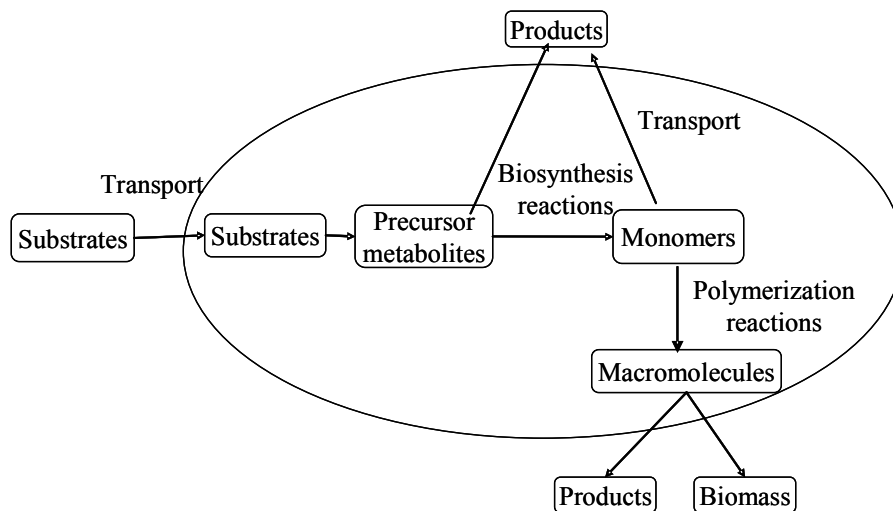 Products
Transport
Transport
Biosynthesis
reactions
Substrates
Substrates
Precursor
metabolites
Monomers
Polymerization
reactions
Macromolecules
Products
Biomass